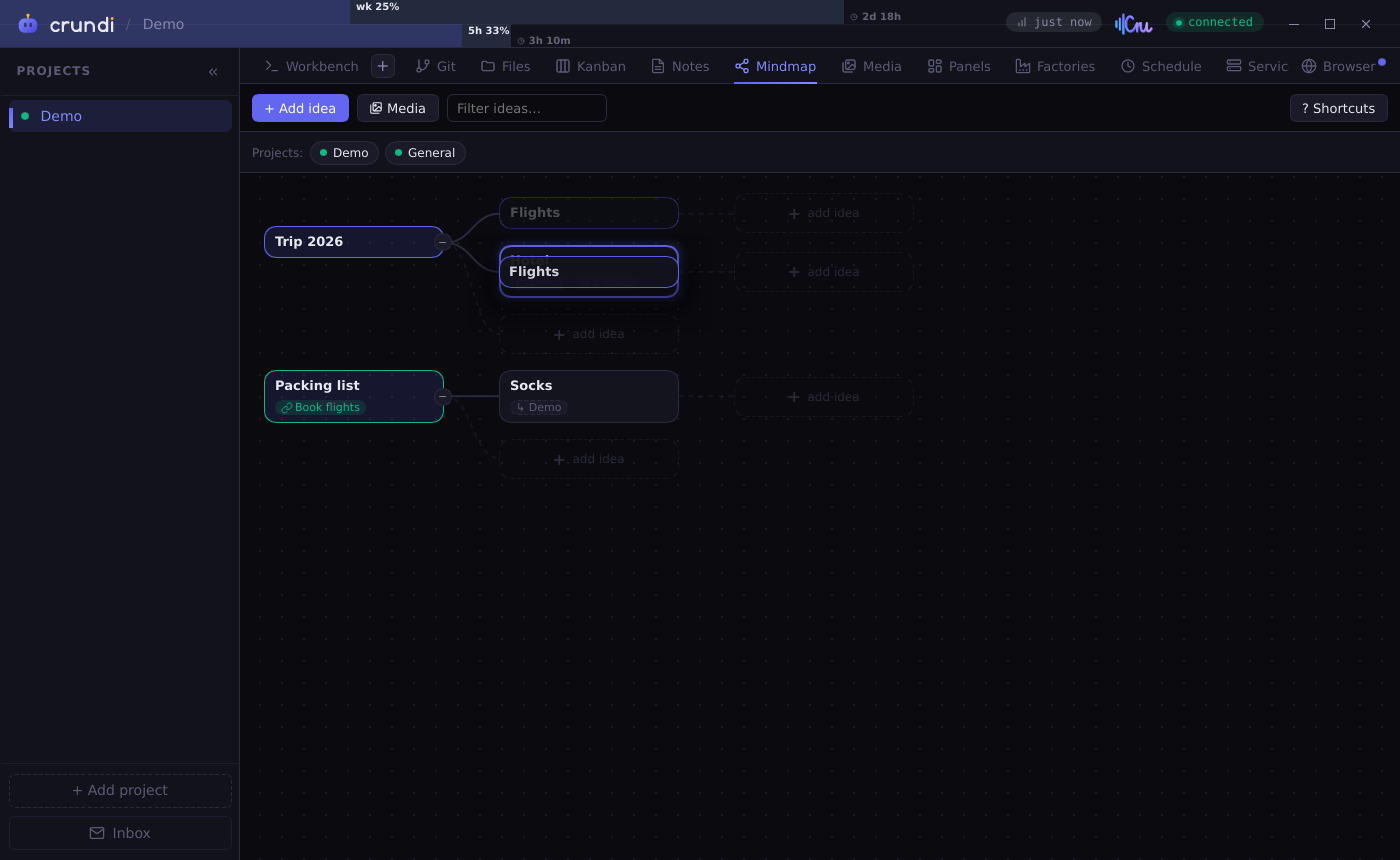 crundi / Demo
wk 25%
2d 18h
5h 33%
3h 10m
just now
Cru
connected
PROJECTS
«
Demo
Workbench
+
Git
Files
Kanban
Notes
Mindmap
Media
Panels
Factories
Schedule
Servic
Browser
+ Add idea
Media
Filter ideas...
? Shortcuts
Projects:
Demo
General
Flights
+ add idea
Trip 2026
Hotel
Flights
+ add idea
+ add idea
Packing list
Book flights
Socks
↳ Demo
+ add idea
+ add idea
+ Add project
Inbox